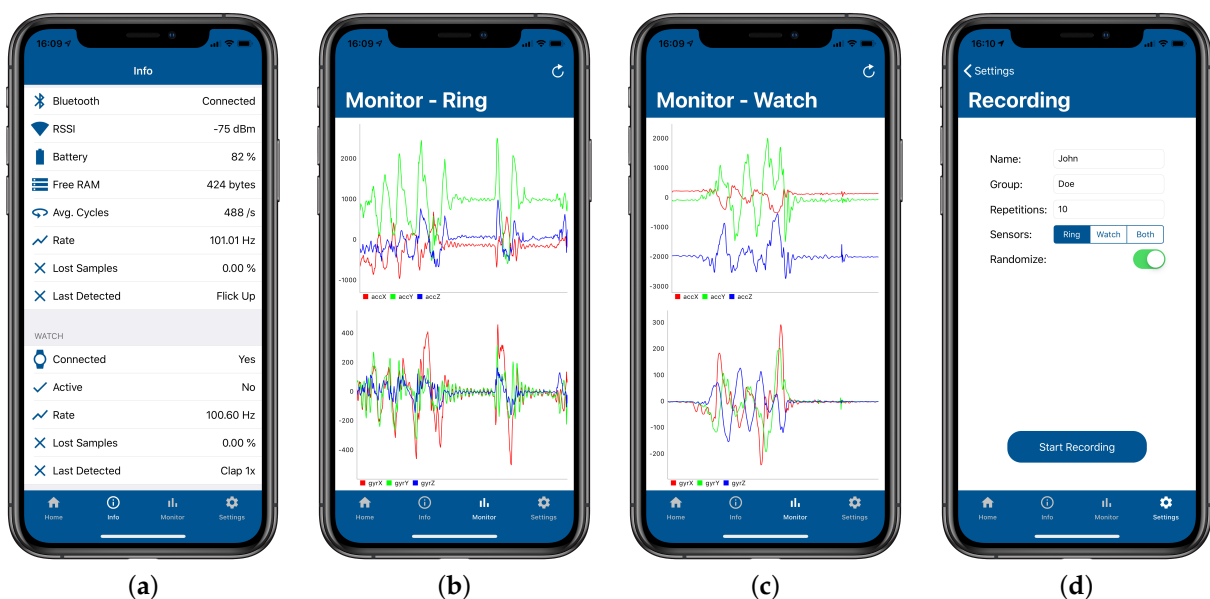 16:09
Info
Bluetooth Connected
RSSI -75 dBm
Battery 82 %
Free RAM 424 bytes
Avg. Cycles 488 /s
Rate 101.01 Hz
Lost Samples 0.00 %
Last Detected Flick Up
WATCH
Connected Yes
Active No
Rate 100.60 Hz
Lost Samples 0.00 %
Last Detected Clap 1x
Home Info Monitor Settings
(a)
16:09
Monitor - Ring
2000
1000
0
-1000
accX accY accZ
400
200
0
-200
-400
gyrX gyrY gyrZ
Home Info Monitor Settings
(b)
16:09
Monitor - Watch
2000
1000
0
-1000
-2000
-3000
accX accY accZ
300
200
100
0
-100
-200
gyrX gyrY gyrZ
Home Info Monitor Settings
(c)
16:10
Settings
Recording
Name: John
Group: Doe
Repetitions: 10
Sensors: Ring Watch Both
Randomize:
Start Recording
Home Info Monitor Settings
(d)